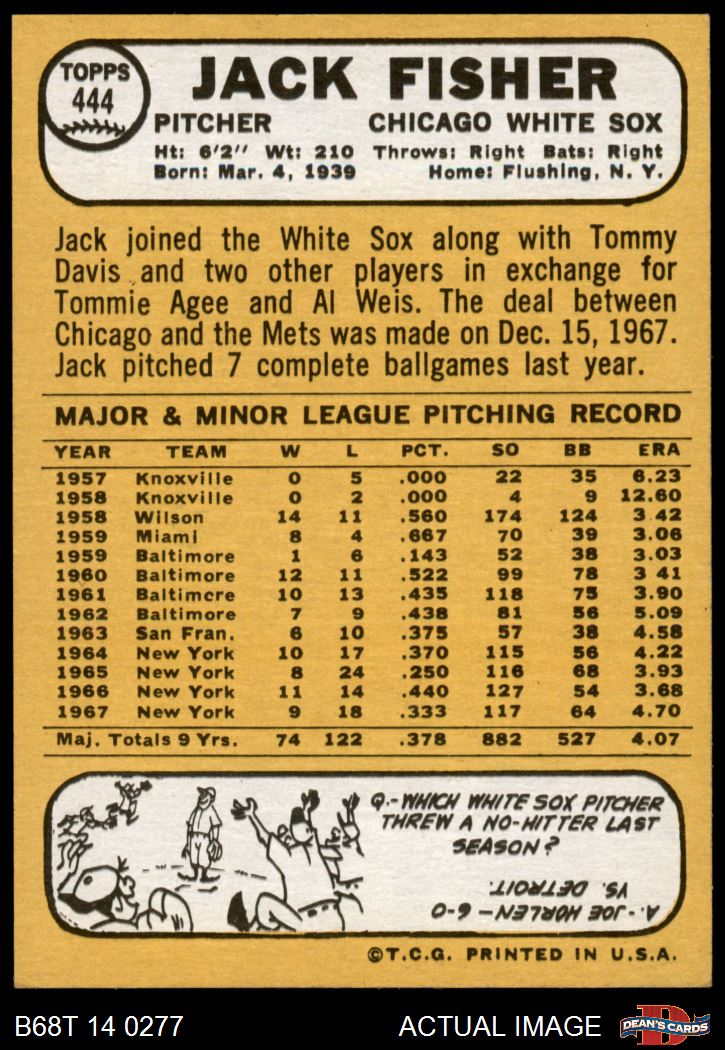 TOPPS
444
JACK FISHER
PITCHER CHICAGO WHITE SOX
Ht: 6'2" Wt: 210 Throws: Right Bats: Right
Born: Mar. 4, 1939 Home: Flushing, N. Y.
Jack joined the White Sox along with Tommy
Davis and two other players in exchange for
Tommie Agee and Al Weis. The deal between
Chicago and the Mets was made on Dec. 15, 1967.
Jack pitched 7 complete ballgames last year.
MAJOR & MINOR LEAGUE PITCHING RECORD
YEAR TEAM W L PCT. SO BB ERA
1957 Knoxville 0 5 .000 22 35 6.23
1958 Knoxville 0 2 .000 4 9 12.60
1958 Wilson 14 11 .560 174 124 3.42
1959 Miami 8 4 .667 70 39 3.06
1959 Baltimore 1 6 .143 52 38 3.03
1960 Baltimore 12 11 .522 99 78 3.41
1961 Baltimore 10 13 .435 118 75 3.90
1962 Baltimore 7 9 .438 81 56 5.09
1963 San Fran. 6 10 .375 57 38 4.58
1964 New York 10 17 .370 115 56 4.22
1965 New York 8 24 .250 116 68 3.93
1966 New York 11 14 .440 127 54 3.68
1967 New York 9 18 .333 117 64 4.70
Maj. Totals 9 Yrs. 74 122 .378 882 527 4.07
Q.-WHICH WHITE SOX PITCHER
THREW A NO-HITTER LAST
SEASON?
A.-JOE HORLEN 6-0
VS. DETROIT.
©T.C.G. PRINTED IN U.S.A.
B68T 14 0277 ACTUAL IMAGE
D
DEAN'S CARDS